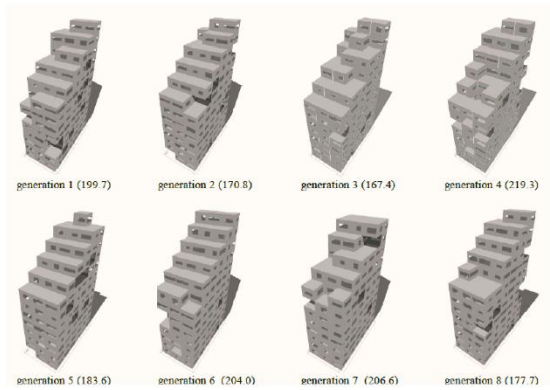 generation 1 (199.7)
generation 2 (170.8)
generation 3 (167.4)
generation 4 (219.3)
generation 5 (183.6)
generation 6 (204.0)
generation 7 (206.6)
generation 8 (177.7)